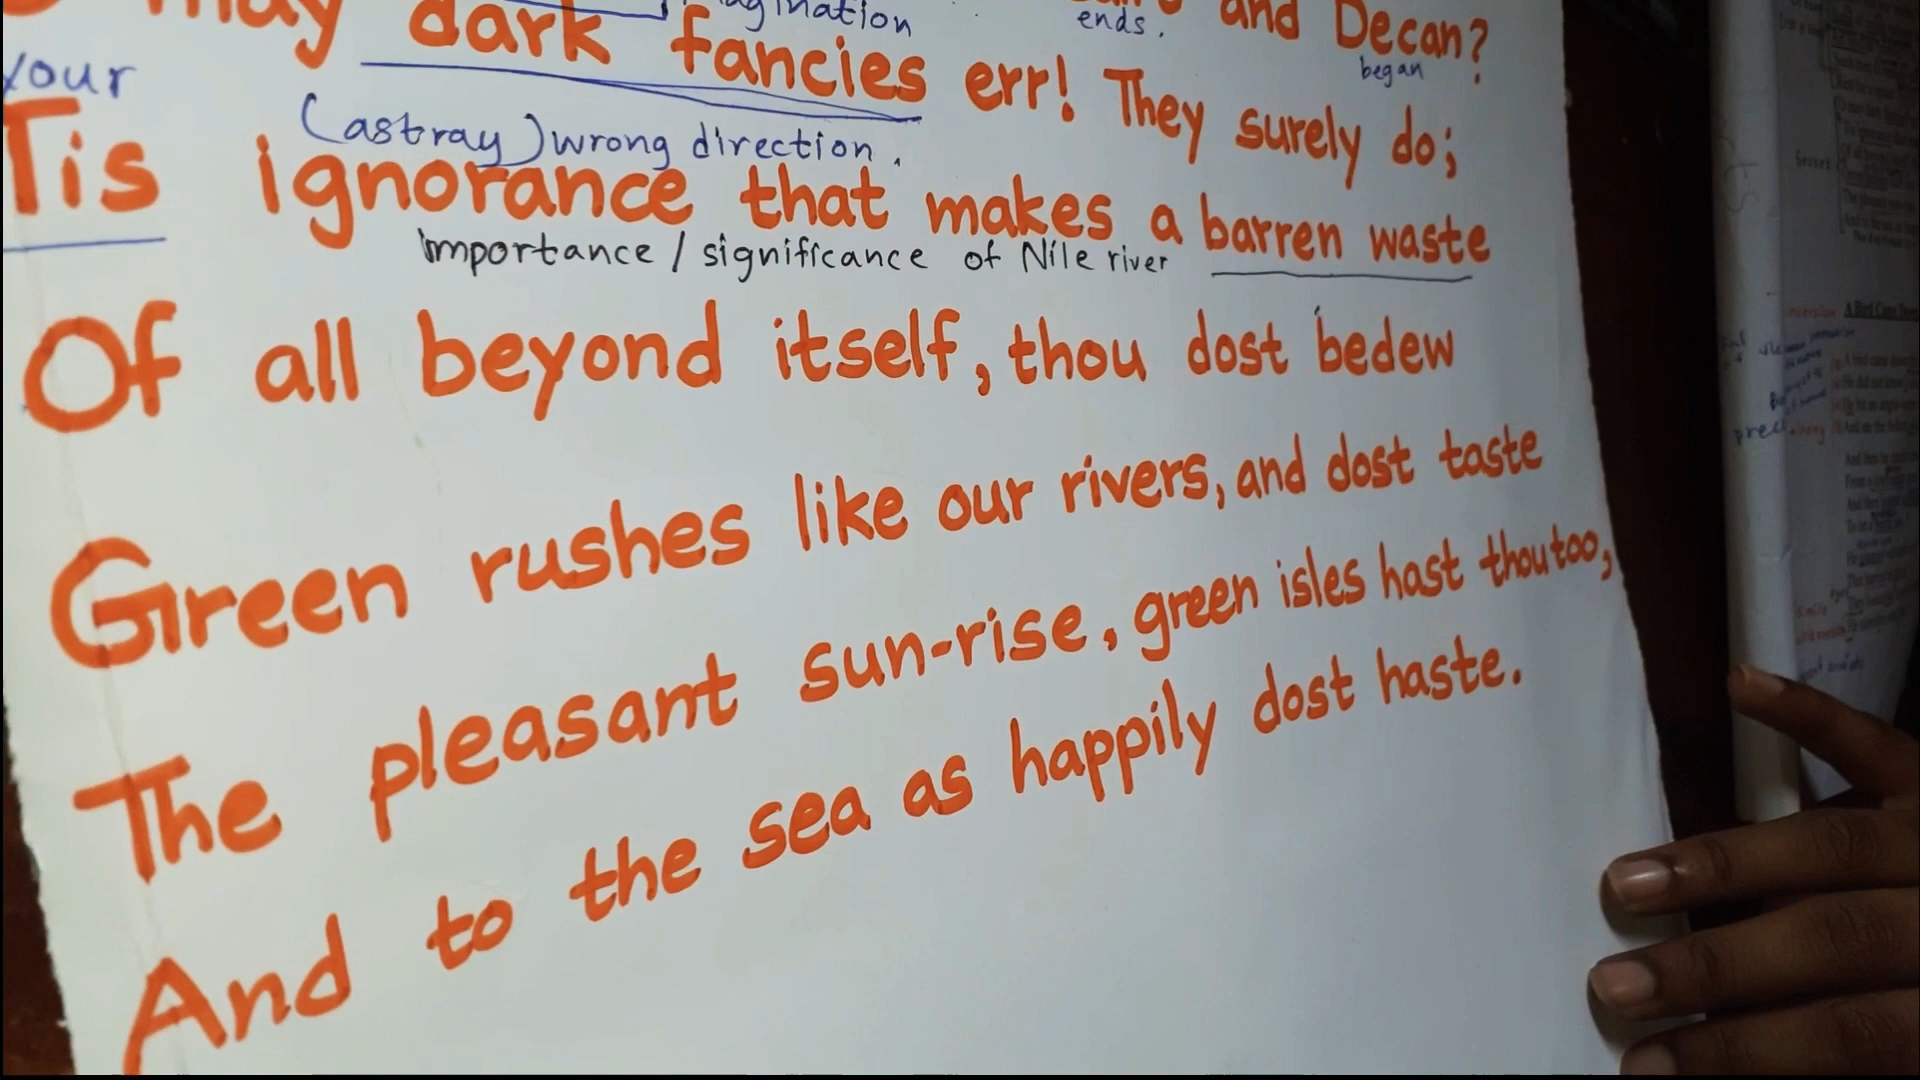 agination ends. and Decan?
your may dark fancies err! They surely do;
began
(astray) wrong direction.
Tis ignorance that makes a barren waste
Importance / significance of Nile river
Of all beyond itself, thou dost bedew
Green rushes like our rivers, and dost taste
The pleasant sun-rise, green isles hast thou too,
And to the sea as happily dost haste.
A Bird Came